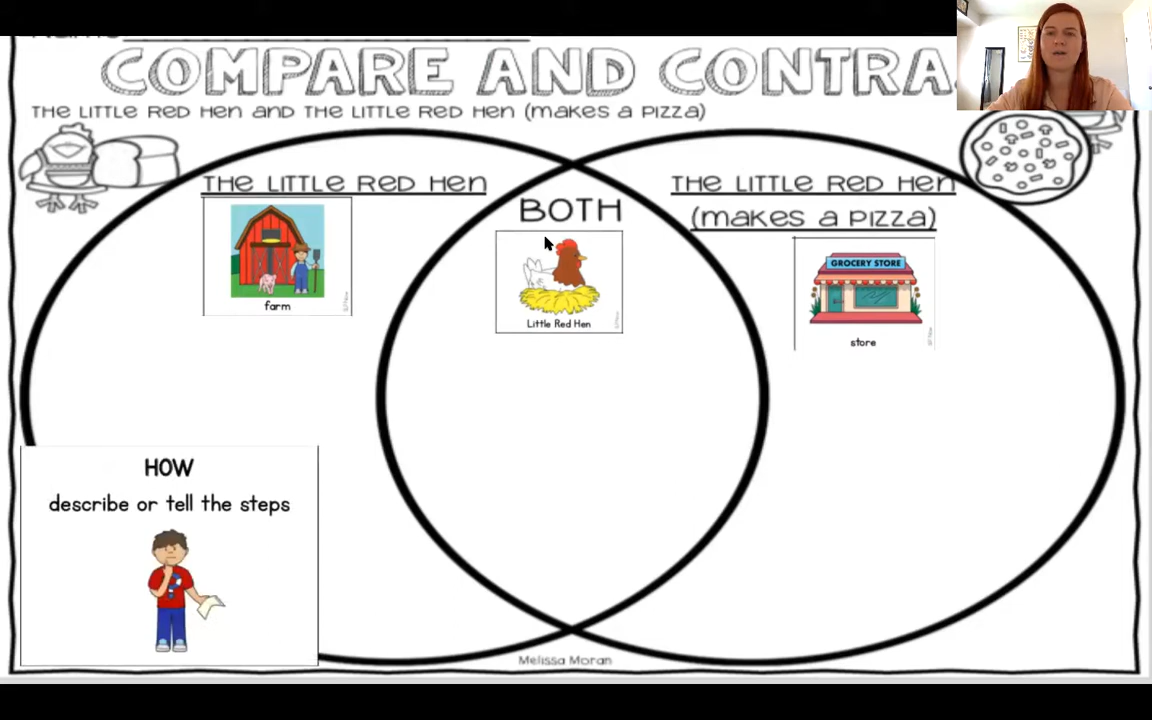 COMPARE AND CONTRA
THE LITTLE RED HEN AND THE LITTLE RED HEN (MAKES A PIZZA)
THE LITTLE RED HEN
BOTH
THE LITTLE RED HEN
(MAKES A PIZZA)
farm
Little Red Hen
GROCERY STORE
store
HOW
describe or tell the steps
Melissa Moran